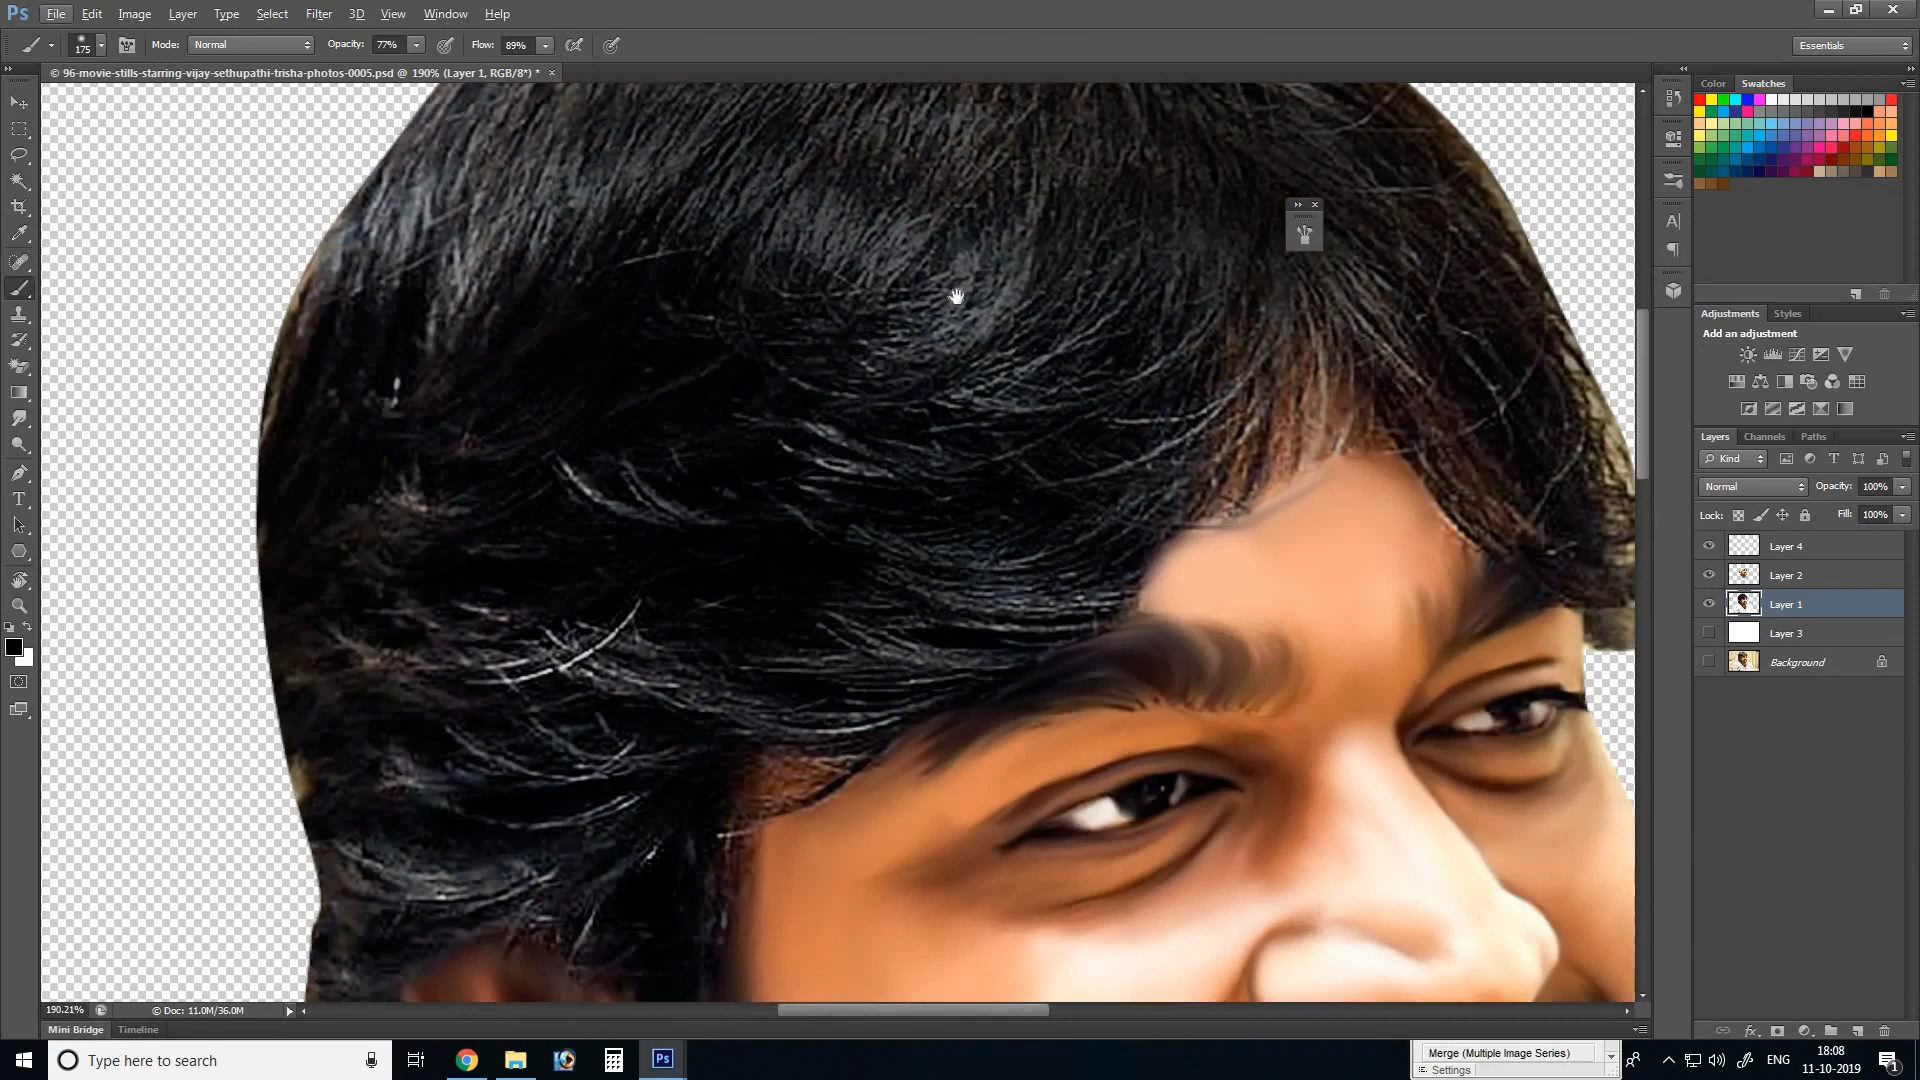 Ps File Edit Image Layer Type Select Filter 3D View Window Help
175 Mode: Normal Opacity: 77% Flow: 89% Essentials
© 96-movie-stills-starring-vijay-sethupathi-trisha-photos-0005.psd @ 190% (Layer 1, RGB/8*) * ×
Color Swatches
Adjustments Styles
Add an adjustment
Layers Channels Paths
Kind
Normal Opacity: 100%
Lock: Fill: 100%
Layer 4
Layer 2
Layer 1
Layer 3
Background
190.21% © Doc: 11.0M/36.0M
Mini Bridge Timeline
Type here to search
Ps
Merge (Multiple Image Series)
Settings
ENG
18:08
11-10-2019
1